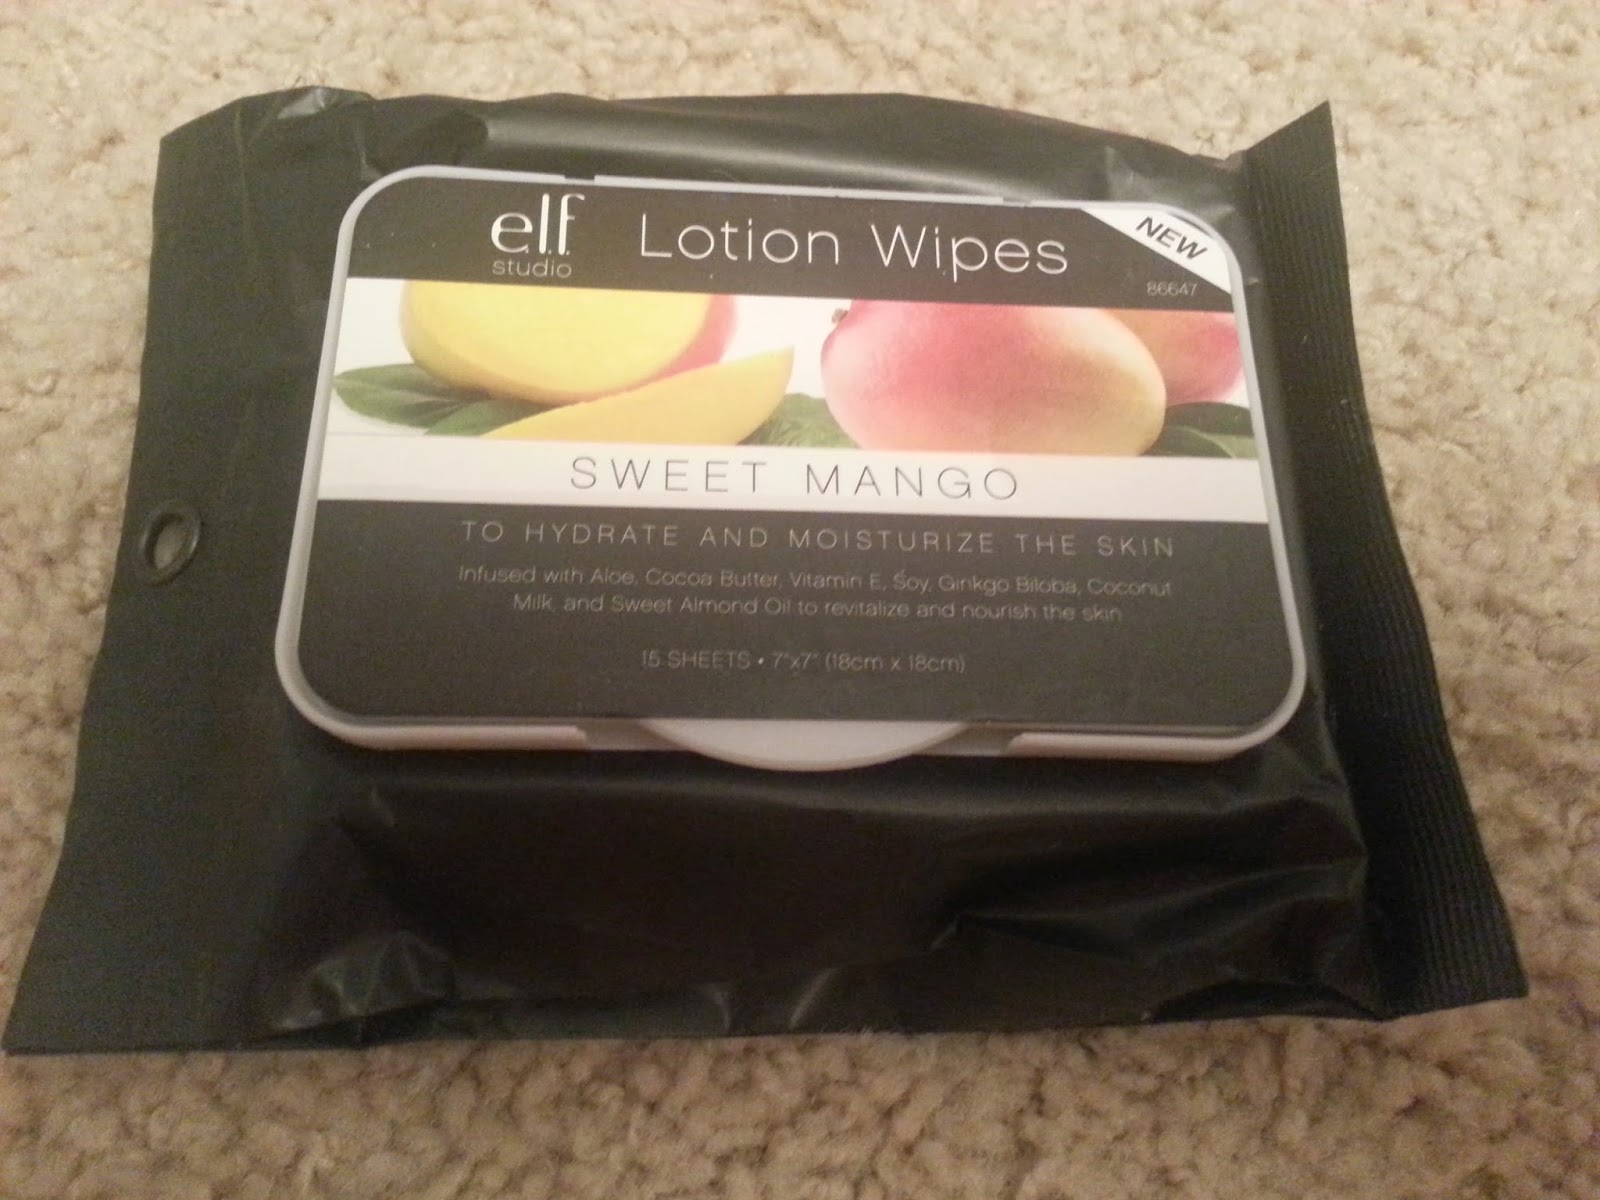 e.l.f. Lotion Wipes NEW
studio
86647
SWEET MANGO
TO HYDRATE AND MOISTURIZE THE SKIN
Infused with Aloe, Cocoa Butter, Vitamin E, Soy, Ginkgo Biloba, Coconut
Milk, and Sweet Almond Oil to revitalize and nourish the skin
15 SHEETS • 7"x7" (18cm x 18cm)